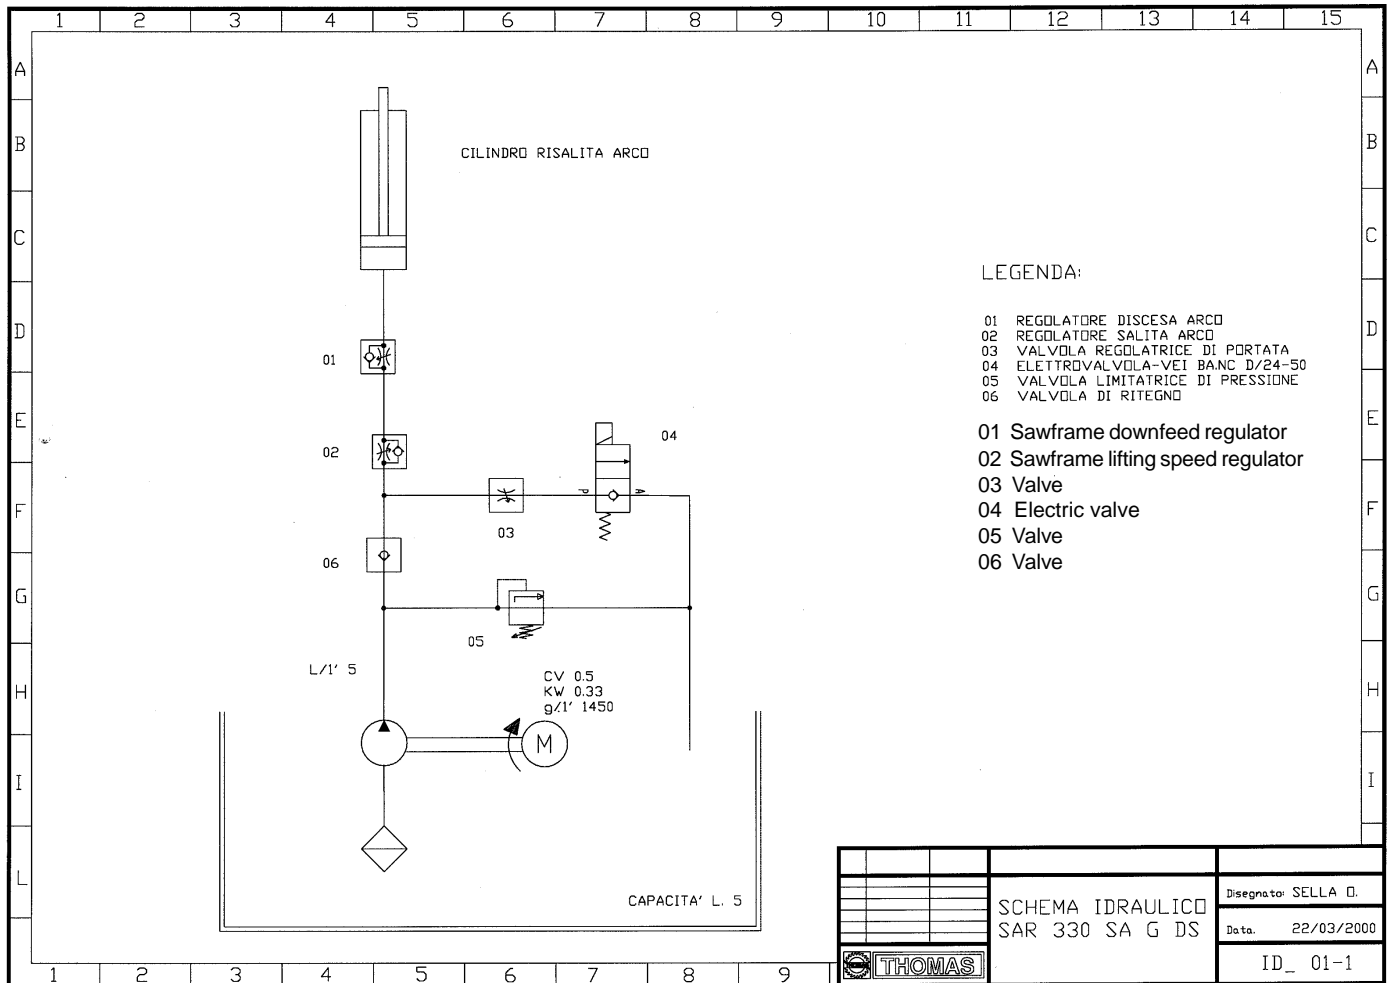 1 2 3 4 5 6 7 8 9 10 11 12 13 14 15
A A
B B
CILINDRO RISALITA ARCO
C C
LEGENDA:
D D
01 REGOLATORE DISCESA ARCO
02 REGOLATORE SALITA ARCO
03 VALVOLA REGOLATRICE DI PORTATA
04 ELETTROVALVOLA-VEI BA.NC D/24-50
05 VALVOLA LIMITATRICE DI PRESSIONE
06 VALVOLA DI RITEGNO
01
E E
02
04
01 Sawframe downfeed regulator
02 Sawframe lifting speed regulator
03 Valve
04 Electric valve
05 Valve
06 Valve
P A
F F
03
06
G G
05
L/1' 5
CV 0.5
KW 0.33
g/1' 1450
H H
M
I I
L
CAPACITA' L. 5
SCHEMA IDRAULICO
SAR 330 SA G DS
Disegnato: SELLA O.
Data. 22/03/2000
THOMAS
ID_ 01-1
1 2 3 4 5 6 7 8 9